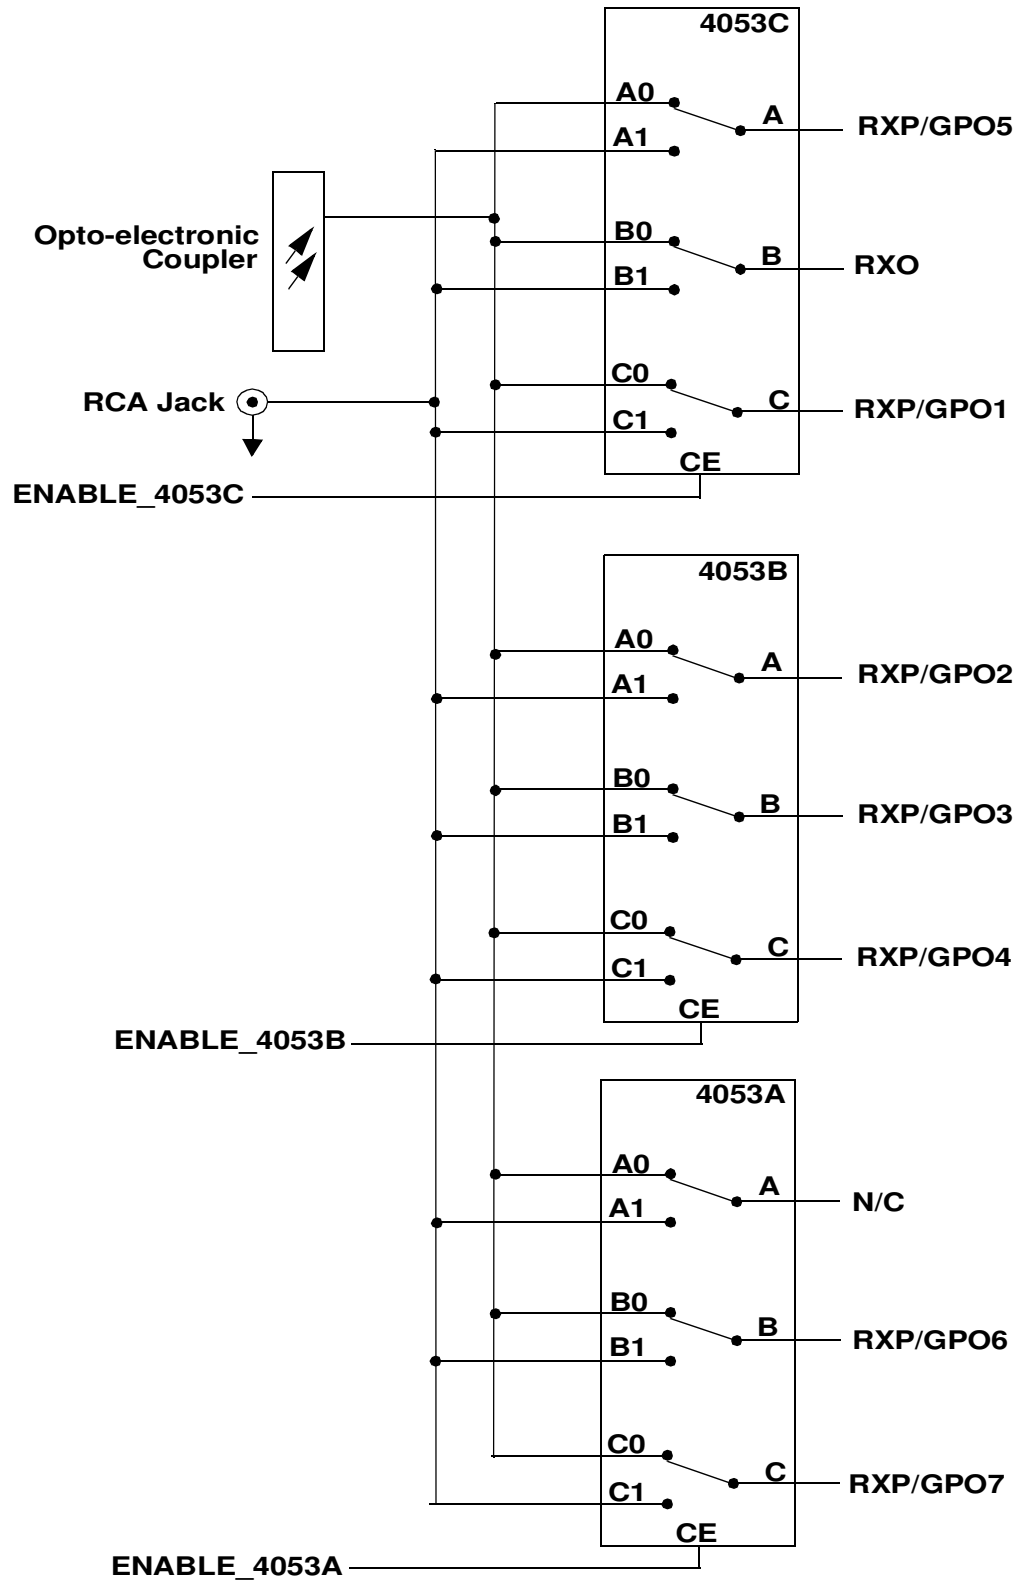 4053C
A0
A
RXP/GPO5
A1
Opto-electronic
Coupler
B0
B
RXO
B1
C0
RCA Jack
C
RXP/GPO1
C1
CE
ENABLE_4053C
4053B
A0
A
RXP/GPO2
A1
B0
B
RXP/GPO3
B1
C0
C
RXP/GPO4
C1
CE
ENABLE_4053B
4053A
A0
A
N/C
A1
B0
B
RXP/GPO6
B1
C0
C
RXP/GPO7
C1
CE
ENABLE_4053A